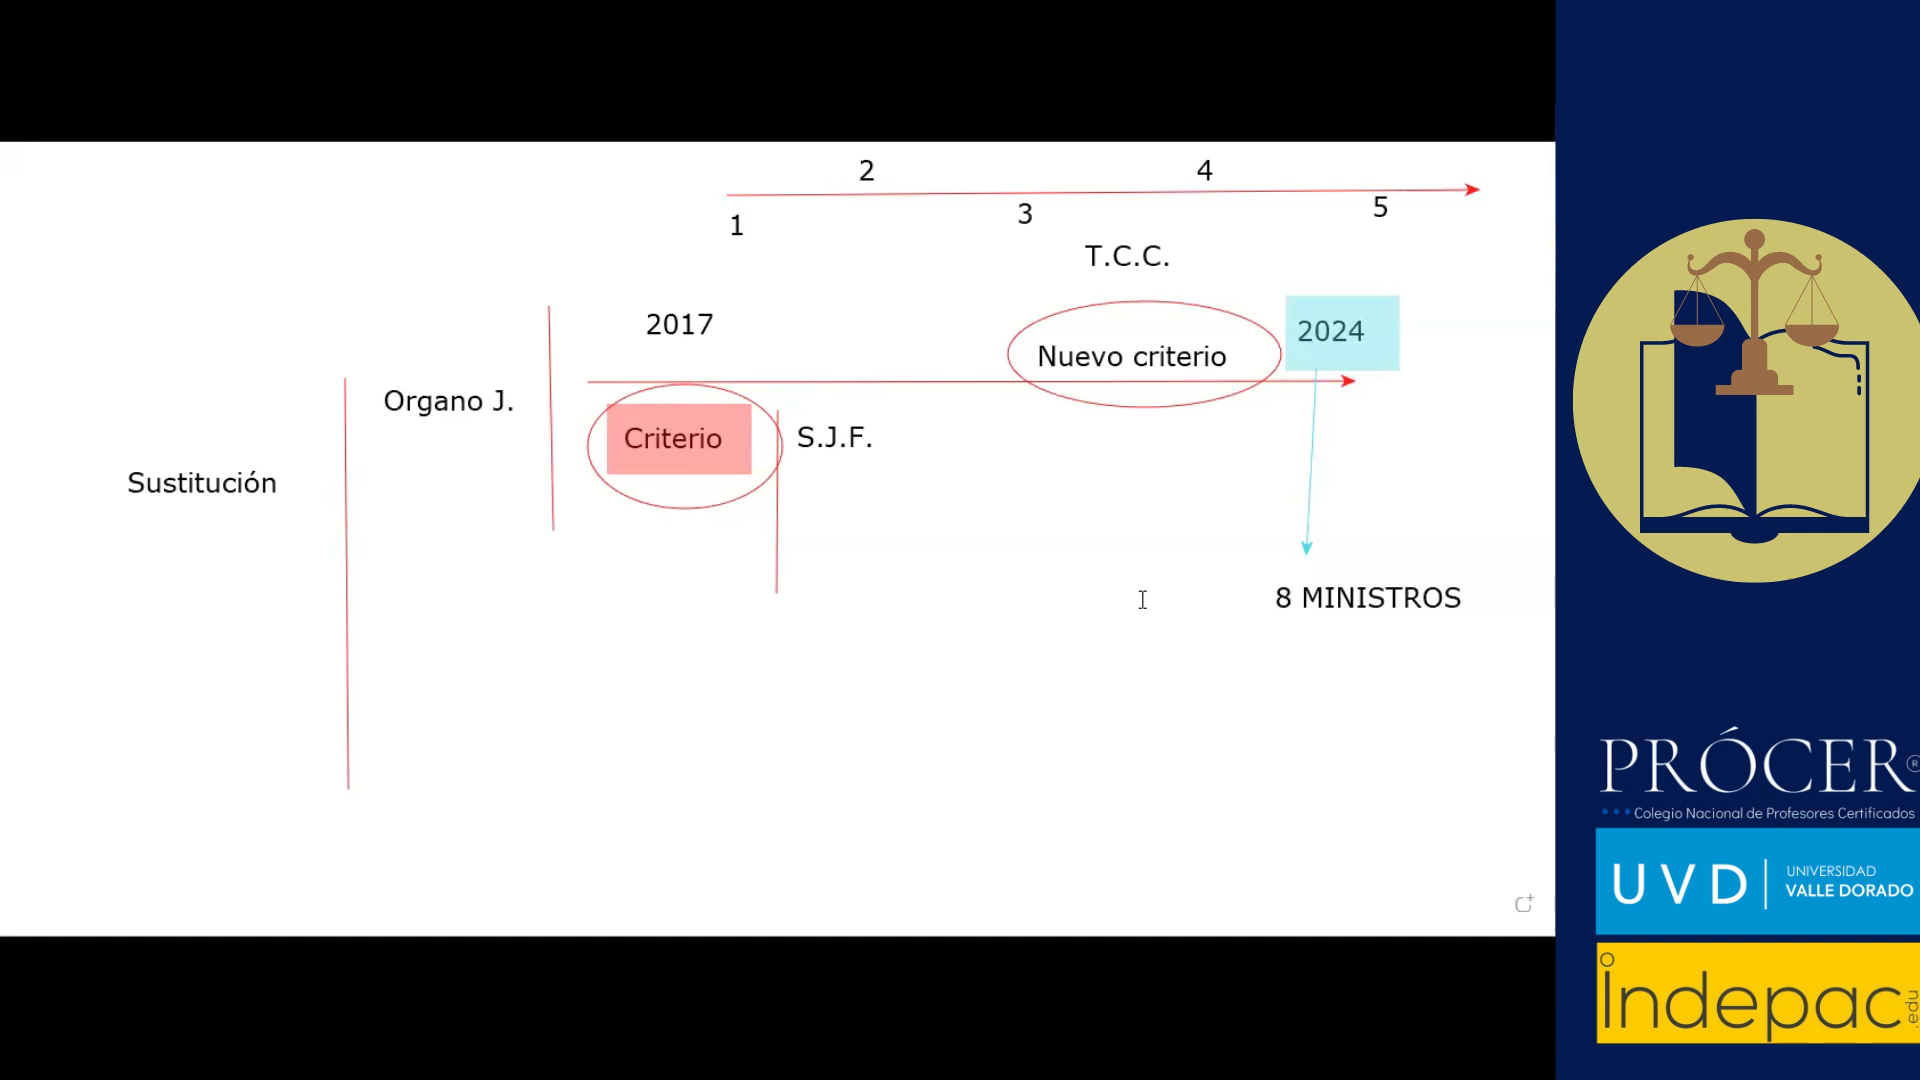 2
4
1
3
5
T.C.C.
2017
Nuevo criterio
2024
Organo J.
Criterio
S.J.F.
Sustitución
8 MINISTROS
PRÓCER®
Colegio Nacional de Profesores Certificados
UVD
UNIVERSIDAD
VALLE DORADO
Indepac
.edu